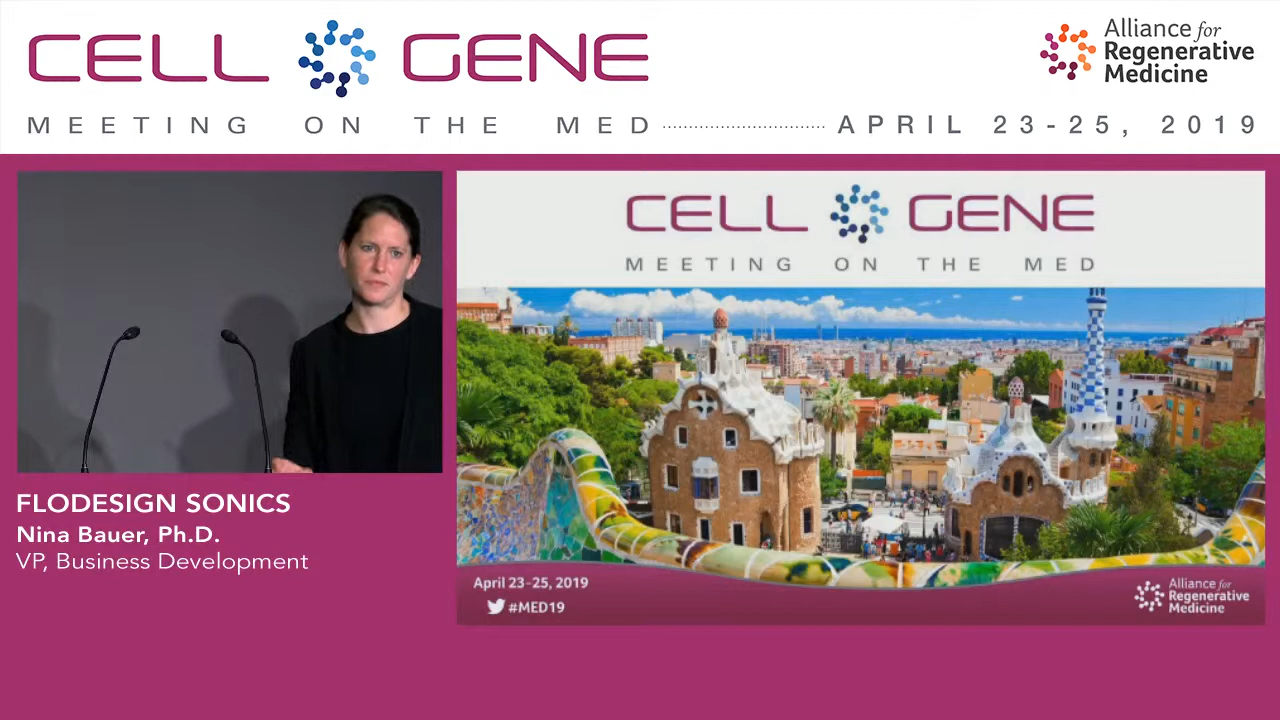 CELL GENE
Alliance for
Regenerative
Medicine
MEETING ON THE MED
APRIL 23-25, 2019
CELL GENE
MEETING ON THE MED
FLODESIGN SONICS
Nina Bauer, Ph.D.
VP, Business Development
April 23-25, 2019
#MED19
Alliance for
Regenerative
Medicine